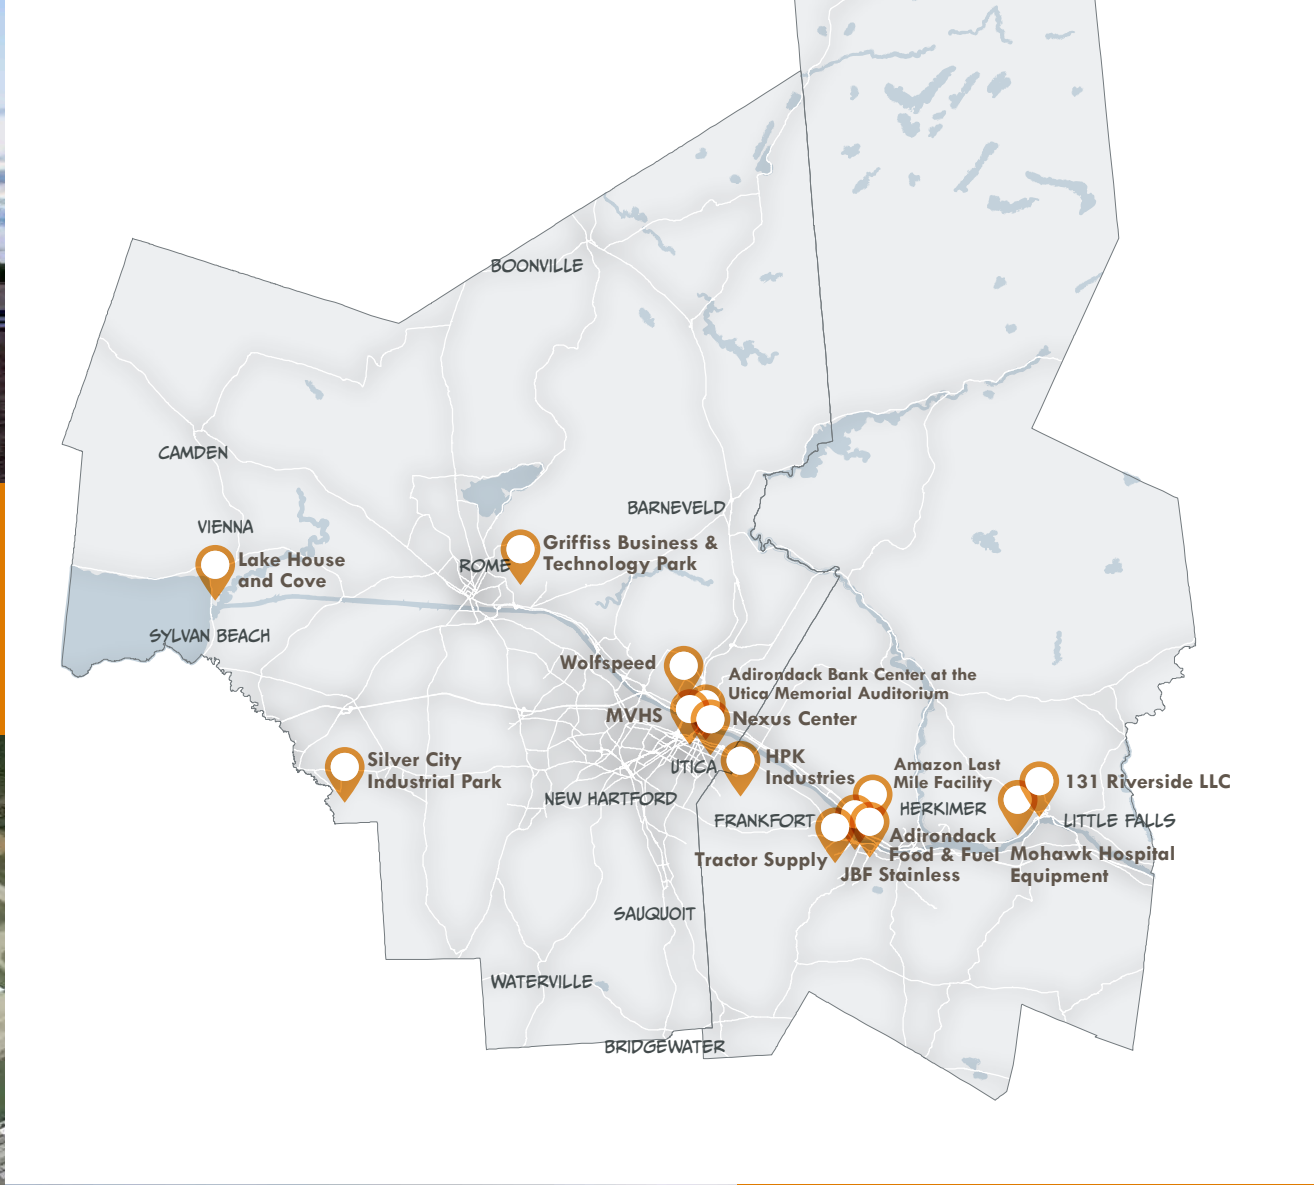 BOONVILLE
CAMDEN
BARNEVELD
VIENNA
Griffiss Business &
Technology Park
ROME
Lake House
and Cove
SYLVAN BEACH
Wolfspeed
Adirondack Bank Center at the
Utica Memorial Auditorium
MVHS
Nexus Center
Silver City
Industrial Park
UTICA
HPK
Industries
Amazon Last
Mile Facility
131 Riverside LLC
NEW HARTFORD
HERKIMER
FRANKFORT
LITTLE FALLS
Adirondack
Food & Fuel
Tractor Supply
JBF Stainless
Mohawk Hospital
Equipment
SAUQUOIT
WATERVILLE
BRIDGEWATER